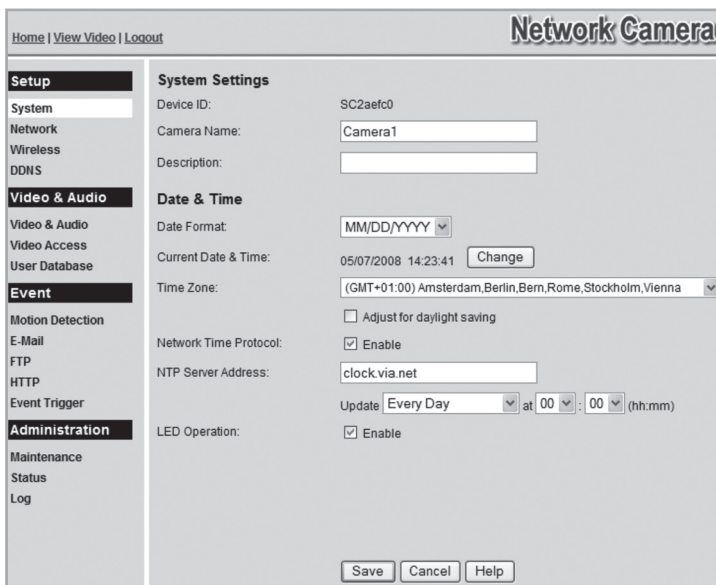 Home | View Video | Logout
Network Camera
Setup
System
Network
Wireless
DDNS
Video & Audio
Video & Audio
Video Access
User Database
Event
Motion Detection
E-Mail
FTP
HTTP
Event Trigger
Administration
Maintenance
Status
Log
System Settings
Device ID: SC2aefc0
Camera Name: Camera1
Description:
Date & Time
Date Format: MM/DD/YYYY
Current Date & Time: 05/07/2008 14:23:41 Change
Time Zone: (GMT+01:00) Amsterdam,Berlin,Bern,Rome,Stockholm,Vienna
Adjust for daylight saving
Network Time Protocol: Enable
NTP Server Address: clock.via.net
Update Every Day at 00 : 00 (hh:mm)
LED Operation: Enable
Save Cancel Help